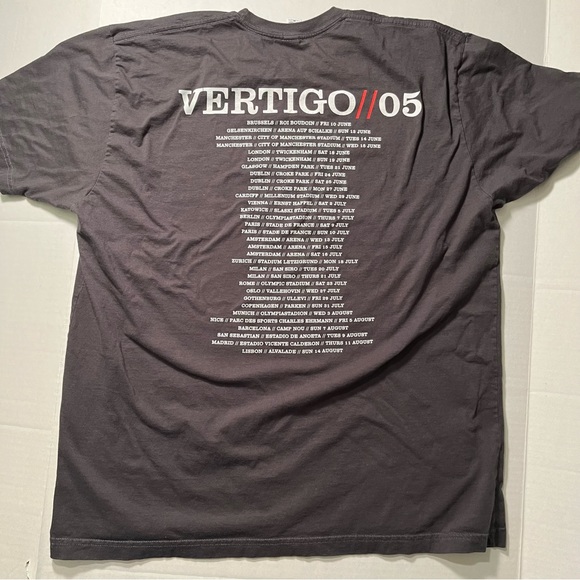 VERTIGO//05
BRUSSELS // ROI BOUDOIN // FRI 10 JUNE
GELSENKIRCHEN // ARENA AUF SCHALKE // SUN 12 JUNE
MANCHESTER // CITY OF MANCHESTER STADIUM // TUES 14 JUNE
MANCHESTER // CITY OF MANCHESTER STADIUM // WED 15 JUNE
LONDON // TWICKENHAM // SAT 18 JUNE
LONDON // TWICKENHAM // SUN 19 JUNE
GLASGOW // HAMPDEN PARK // TUES 21 JUNE
DUBLIN // CROKE PARK // FRI 24 JUNE
DUBLIN // CROKE PARK // SAT 25 JUNE
DUBLIN // CROKE PARK // MON 27 JUNE
CARDIFF // MILLENIUM STADIUM // WED 29 JUNE
VIENNA // ERNST HAPPEL // SAT 2 JULY
KATOWICE // SLASKI STADIUM // TUES 5 JULY
BERLIN // OLYMPIASTADION // THURS 7 JULY
PARIS // STADE DE FRANCE // SAT 9 JULY
PARIS // STADE DE FRANCE // SUN 10 JULY
AMSTERDAM // ARENA // WED 13 JULY
AMSTERDAM // ARENA // FRI 15 JULY
AMSTERDAM // ARENA // SAT 16 JULY
ZURICH // STADIUM LETZIGRUND // MON 18 JULY
MILAN // SAN SIRO // TUES 20 JULY
MILAN // SAN SIRO // THURS 21 JULY
ROME // OLYMPIC STADIUM // SAT 23 JULY
OSLO // VALLEHOVIN // WED 27 JULY
GOTHENBURG // ULLEVI // FRI 29 JULY
COPENHAGEN // PARKEN // SUN 31 JULY
MUNICH // OLYMPIASTADION // WED 3 AUGUST
NICE // PARC DES SPORTS CHARLES EHRMANN // FRI 5 AUGUST
BARCELONA // CAMP NOU // SUN 7 AUGUST
SAN SEBASTIAN // ESTADIO DE ANOETA // TUES 9 AUGUST
MADRID // ESTADIO VICENTE CALDERON // THURS 11 AUGUST
LISBON // ALVALADE // SUN 14 AUGUST